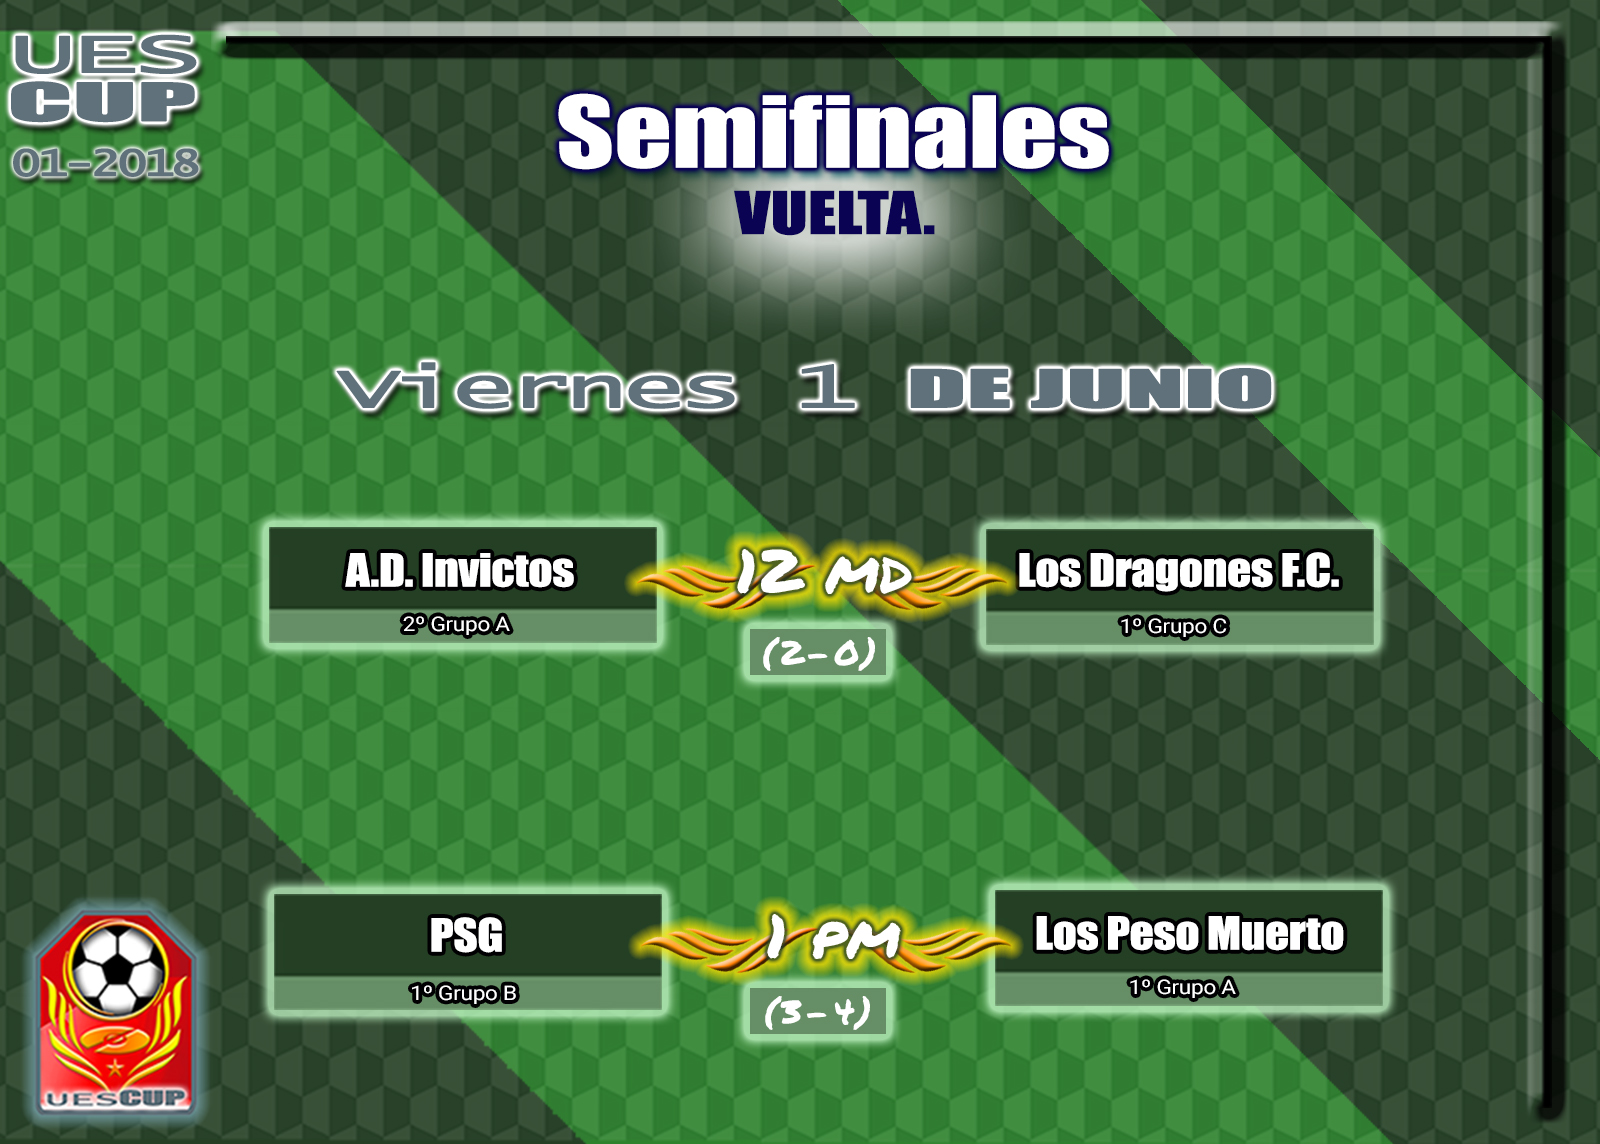 UES
CUP
01-2018
Semifinales
VUELTA.
Viernes 1 DE JUNIO
A.D. Invictos
2º Grupo A
12 MD
(2-0)
Los Dragones F.C.
1º Grupo C
PSG
1º Grupo B
1 PM
(3-4)
Los Peso Muerto
1º Grupo A
UESCUP